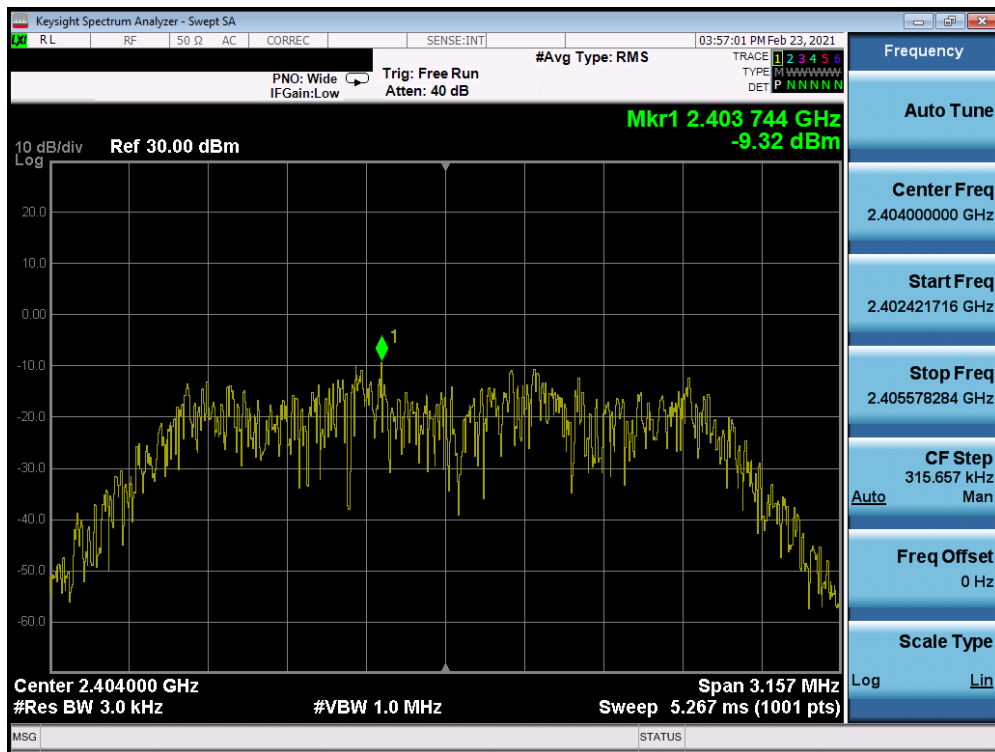 Keysight Spectrum Analyzer - Swept SA
LXI RL RF 50 Ω AC CORREC SENSE:INT 03:57:01 PM Feb 23, 2021
#Avg Type: RMS TRACE 1 2 3 4 5 6
PNO: Wide Trig: Free Run TYPE M WWWWW
IFGain:Low Atten: 40 dB DET P N N N N N
Mkr1 2.403 744 GHz
-9.32 dBm
10 dB/div Ref 30.00 dBm
Log
20.0
10.0
0.00
-10.0
-20.0
-30.0
-40.0
-50.0
-60.0
1
Center 2.404000 GHz Span 3.157 MHz
#Res BW 3.0 kHz #VBW 1.0 MHz Sweep 5.267 ms (1001 pts)
MSG STATUS
Frequency
Auto Tune
Center Freq
2.404000000 GHz
Start Freq
2.402421716 GHz
Stop Freq
2.405578284 GHz
CF Step
315.657 kHz
Auto Man
Freq Offset
0 Hz
Scale Type
Log Lin